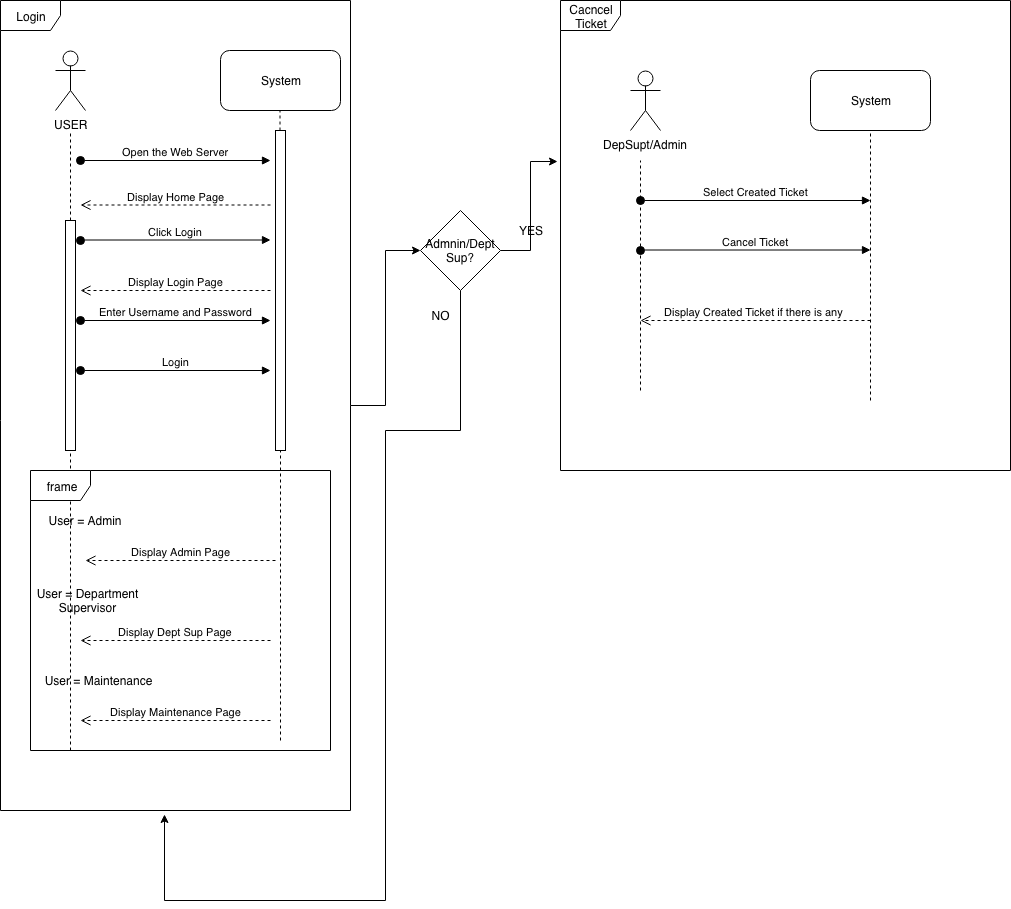 Login
USER
System
Open the Web Server
Display Home Page
Click Login
Display Login Page
Enter Username and Password
Login
frame
User = Admin
Display Admin Page
User = Department
Supervisor
Display Dept Sup Page
User = Maintenance
Display Maintenance Page
Admnin/Dept
Sup?
YES
NO
Cacncel
Ticket
DepSupt/Admin
System
Select Created Ticket
Cancel Ticket
Display Created Ticket if there is any